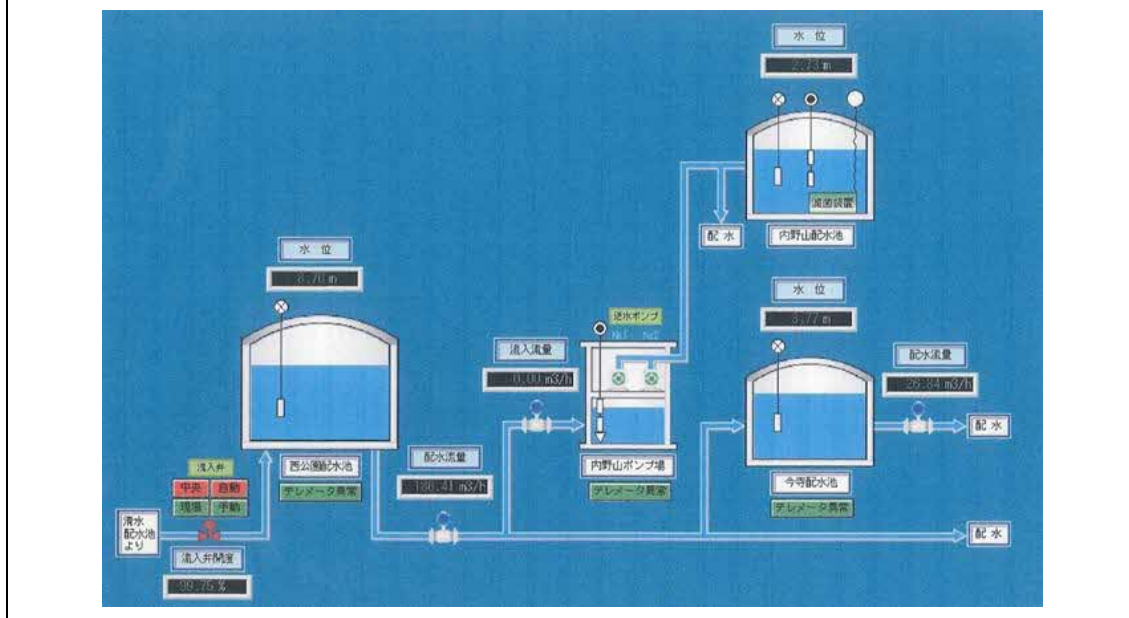 水 位
2.73 m
滅菌装置
配 水
内野山配水池
水 位
8.70 m
水 位
3.77 m
送水ポンプ
No1 No2
流入流量
0.00 m3/h
配水流量
26.84 m3/h
配 水
流入弁
中央 自動
現場 手動
西公園配水池
テレメータ異常
配水流量
186.41 m3/h
内野山ポンプ場
テレメータ異常
今寺配水池
テレメータ異常
清水
配水池
より
配 水
流入弁開度
99.75 %